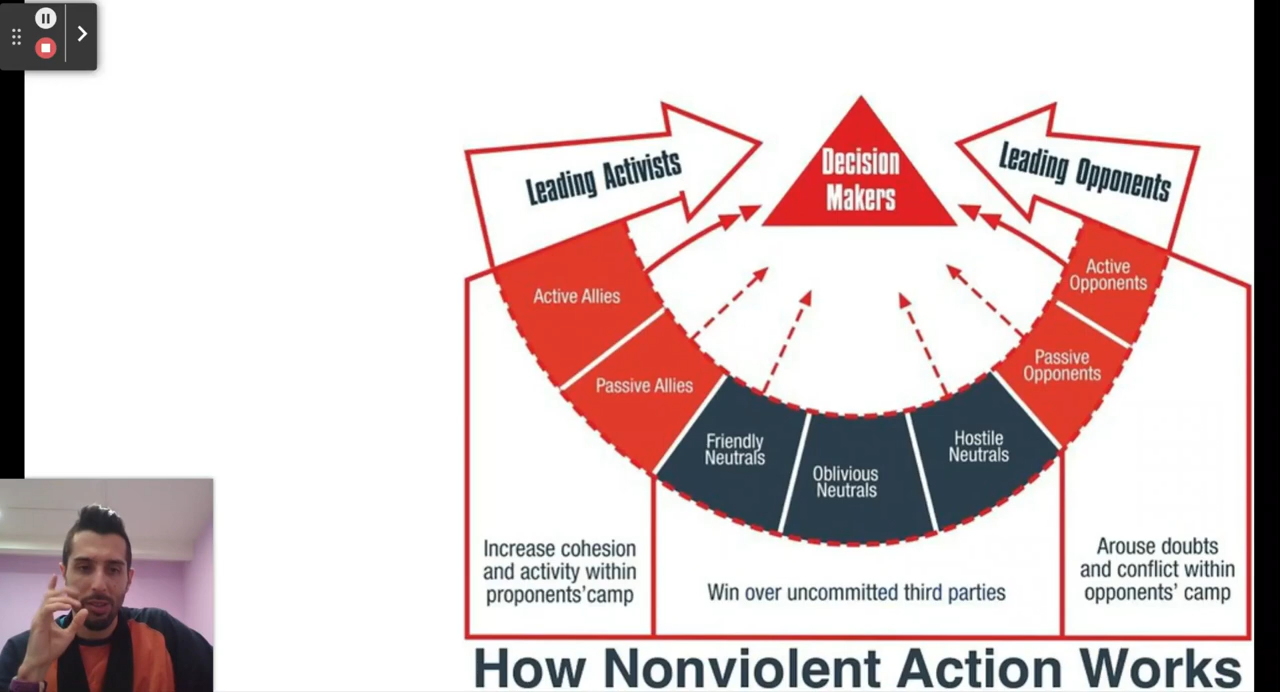 Leading Activists
Decision
Makers
Leading Opponents
Active Allies
Active
Opponents
Passive Allies
Passive
Opponents
Friendly
Neutrals
Oblivious
Neutrals
Hostile
Neutrals
Increase cohesion
and activity within
proponents'camp
Win over uncommitted third parties
Arouse doubts
and conflict within
opponents' camp
How Nonviolent Action Works